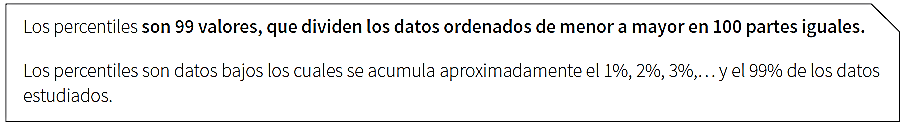 Los percentiles son 99 valores, que dividen los datos ordenados de menor a mayor en 100 partes iguales.
Los percentiles son datos bajos los cuales se acumula aproximadamente el 1%, 2%, 3%,… y el 99% de los datos
estudiados.